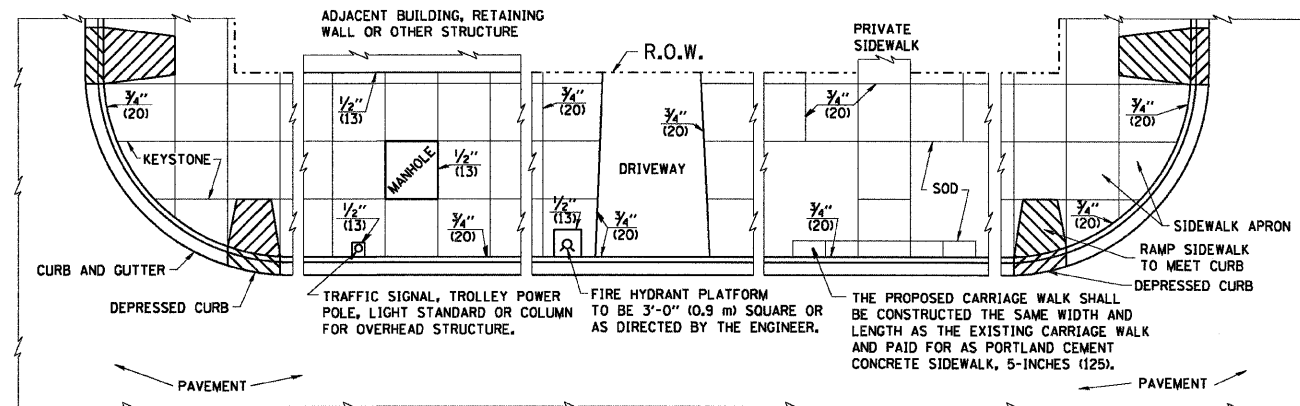 ADJACENT BUILDING, RETAINING
WALL OR OTHER STRUCTURE
R.O.W.
PRIVATE
SIDEWALK
3/4"
(20)
1/2"
(13)
3/4"
(20)
3/4"
(20)
3/4"
(20)
3/4"
(20)
KEYSTONE
MANHOLE
1/2"
(13)
DRIVEWAY
SOD
1/2"
(13)
3/4"
(20)
1/2"
(13)
3/4"
(20)
3/4"
(20)
3/4"
(20)
SIDEWALK APRON
RAMP SIDEWALK
TO MEET CURB
DEPRESSED CURB
CURB AND GUTTER
DEPRESSED CURB
TRAFFIC SIGNAL, TROLLEY POWER
POLE, LIGHT STANDARD OR COLUMN
FOR OVERHEAD STRUCTURE.
FIRE HYDRANT PLATFORM
TO BE 3'-0" (0.9 m) SQUARE OR
AS DIRECTED BY THE ENGINEER.
THE PROPOSED CARRIAGE WALK SHALL
BE CONSTRUCTED THE SAME WIDTH AND
LENGTH AS THE EXISTING CARRIAGE WALK
AND PAID FOR AS PORTLAND CEMENT
CONCRETE SIDEWALK, 5-INCHES (125).
PAVEMENT
PAVEMENT